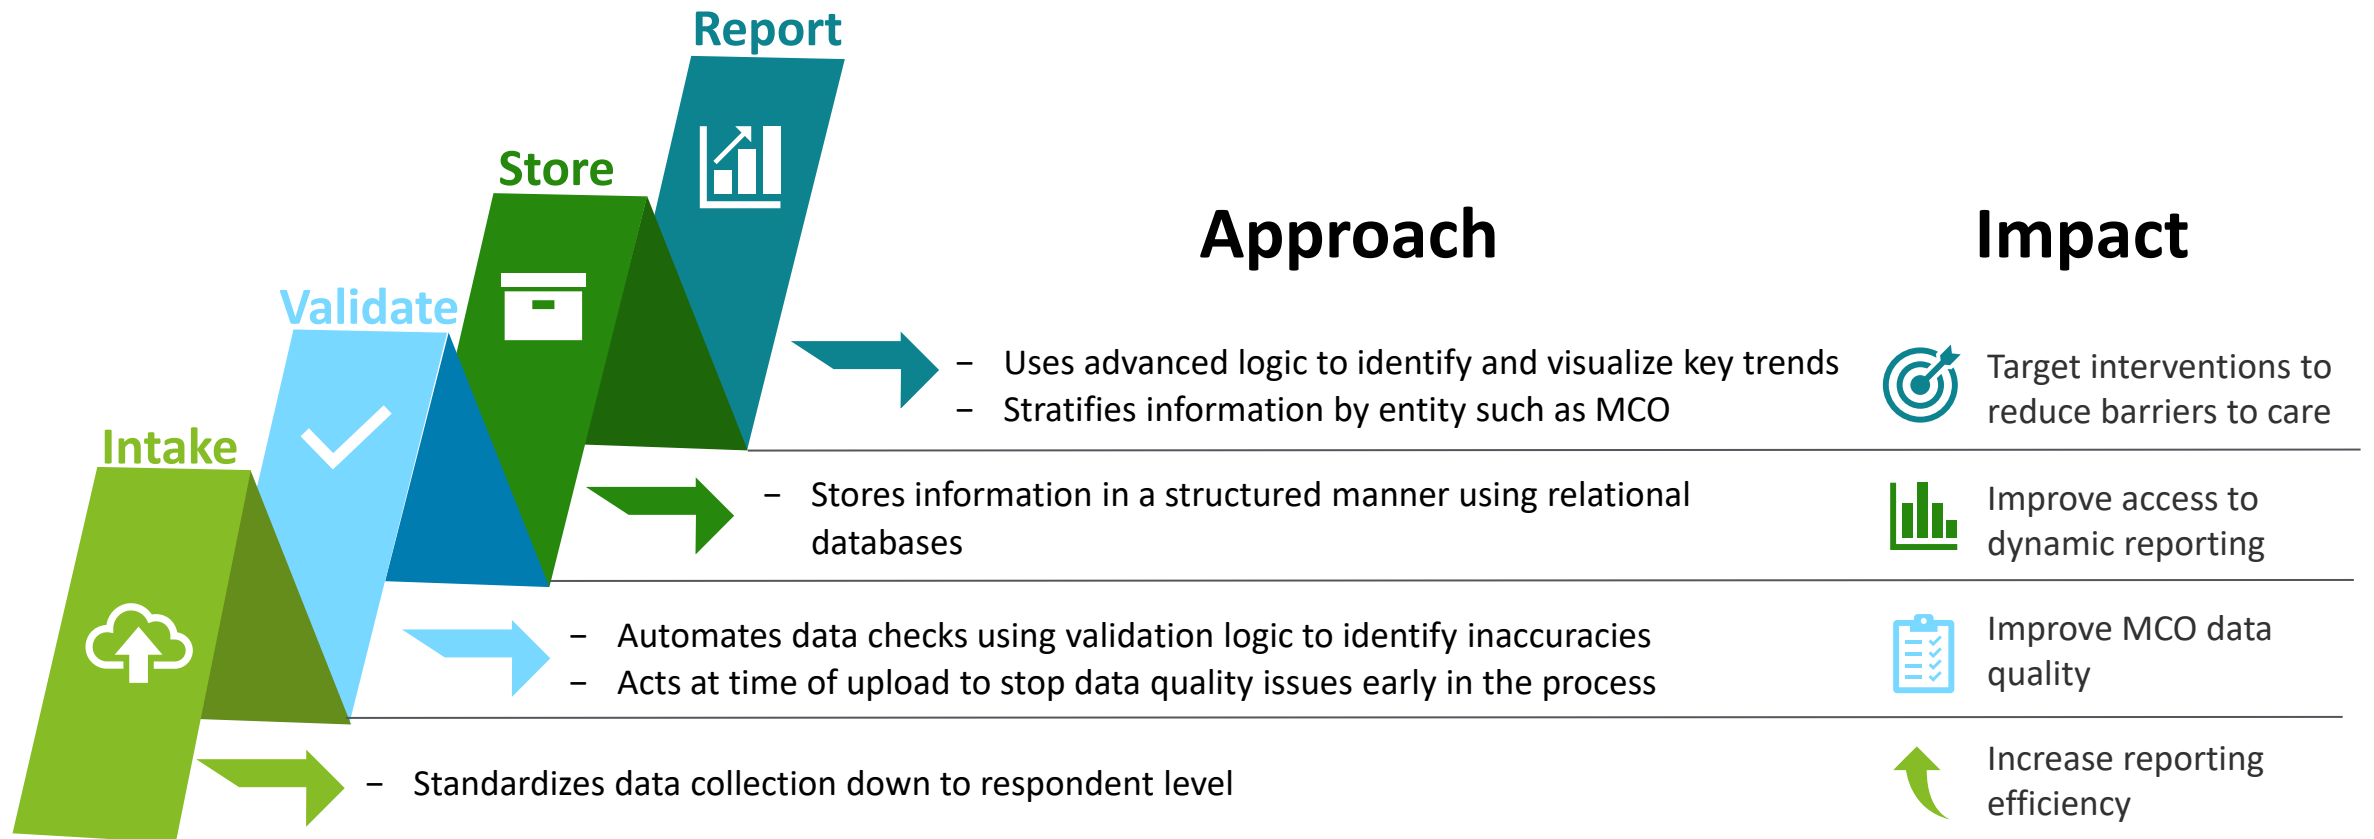 Report
Store
Validate
Intake
Approach
Impact
− Uses advanced logic to identify and visualize key trends
− Stratifies information by entity such as MCO
Target interventions to
reduce barriers to care
− Stores information in a structured manner using relational
databases
Improve access to
dynamic reporting
− Automates data checks using validation logic to identify inaccuracies
− Acts at time of upload to stop data quality issues early in the process
Improve MCO data
quality
− Standardizes data collection down to respondent level
Increase reporting
efficiency